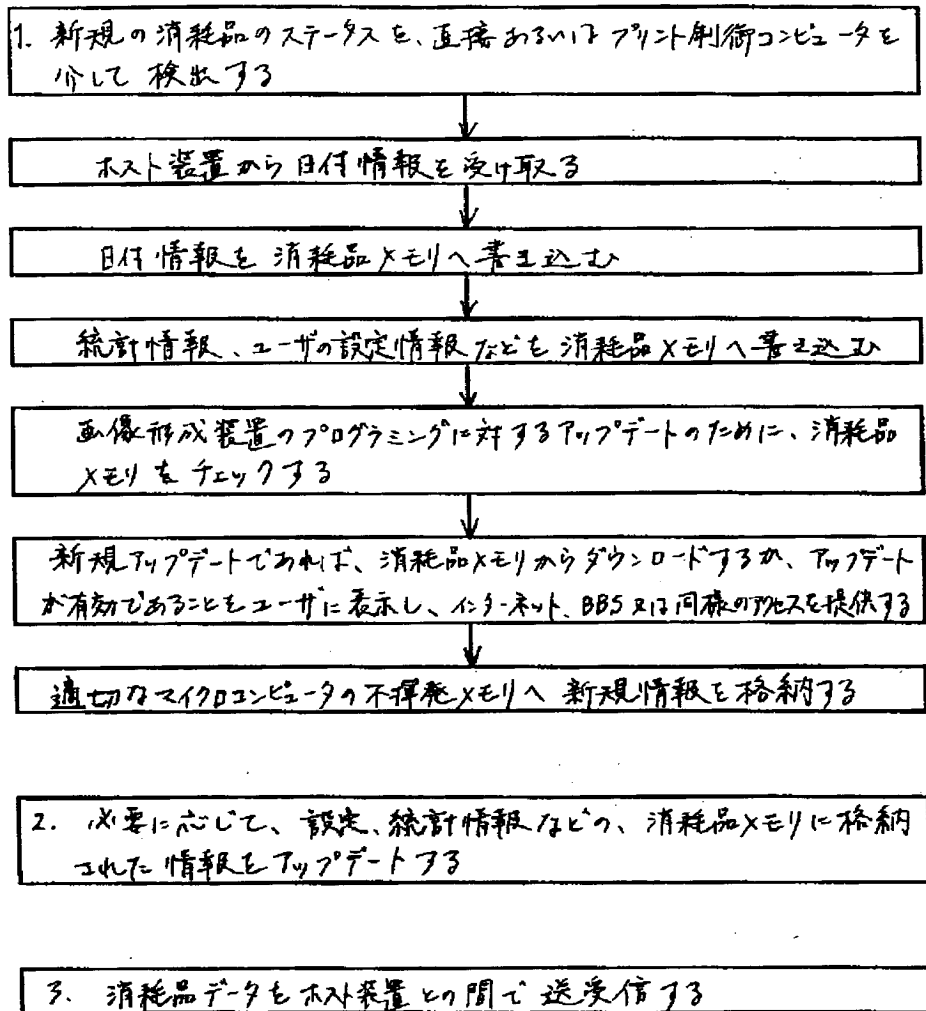 1. 新規の消耗品のステータスを、直接あるいはプリント制御コンピュータを
介して検出する
ホスト装置から日付情報を受け取る
日付情報を消耗品メモリへ書き込む
統計情報、ユーザの設定情報などを消耗品メモリへ書き込む
画像形成装置のプログラミングに対するアップデートのために、消耗品
メモリをチェックする
新規アップデートであれば、消耗品メモリからダウンロードするか、アップデート
が有効であることをユーザに表示し、インターネット、BBS又は同様のアクセスを提供する
適切なマイクロコンピュータの不揮発メモリへ新規情報を格納する
2. 必要に応じて、設定、統計情報などの、消耗品メモリに格納
された情報をアップデートする
3. 消耗品データをホスト装置との間で送受信する